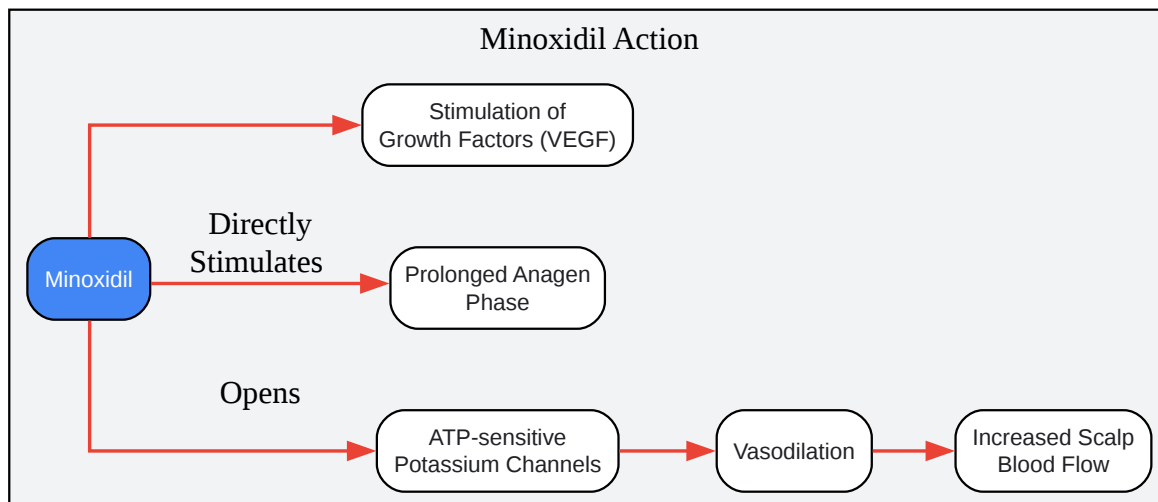 Minoxidil Action
Stimulation of
Growth Factors (VEGF)
Directly
Stimulates
Minoxidil
Prolonged Anagen
Phase
Opens
ATP-sensitive
Potassium Channels
Vasodilation
Increased Scalp
Blood Flow